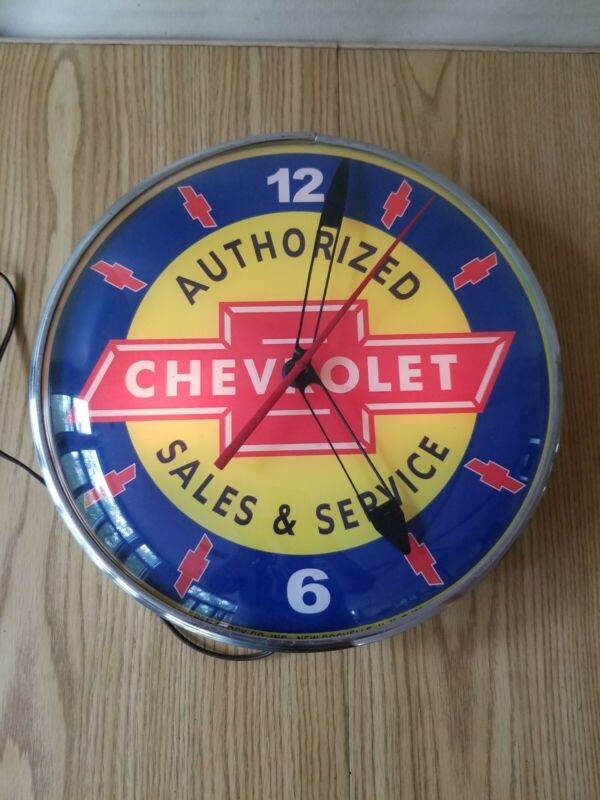 12
AUTHORIZED
CHEVROLET
SALES & SERVICE
6